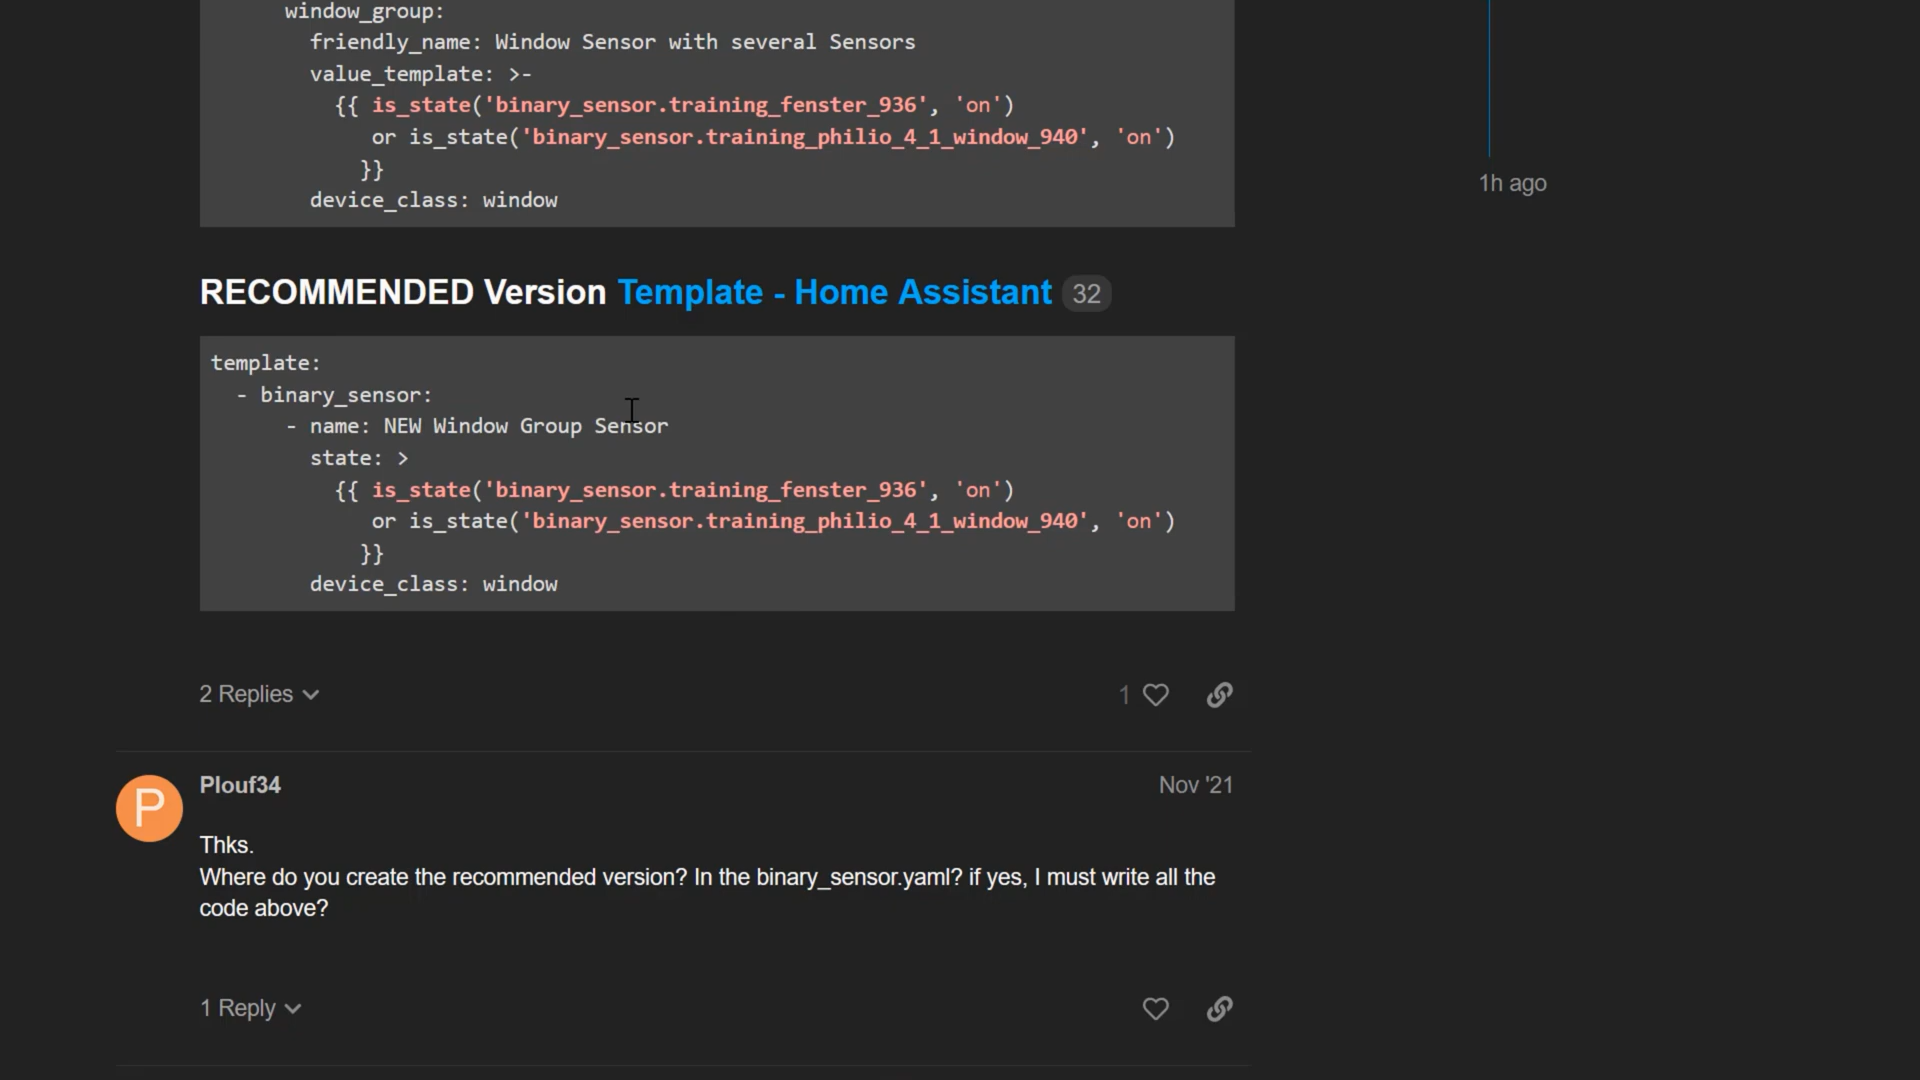 window_group:
friendly_name: Window Sensor with several Sensors
value_template: >-
{{ is_state('binary_sensor.training_fenster_936', 'on')
or is_state('binary_sensor.training_philio_4_1_window_940', 'on')
}}
device_class: window
1h ago
RECOMMENDED Version Template - Home Assistant 32
template:
- binary_sensor:
- name: NEW Window Group Sensor
state: >
{{ is_state('binary_sensor.training_fenster_936', 'on')
or is_state('binary_sensor.training_philio_4_1_window_940', 'on')
}}
device_class: window
2 Replies
1
P
Plouf34
Nov '21
Thks.
Where do you create the recommended version? In the binary_sensor.yaml? if yes, I must write all the
code above?
1 Reply